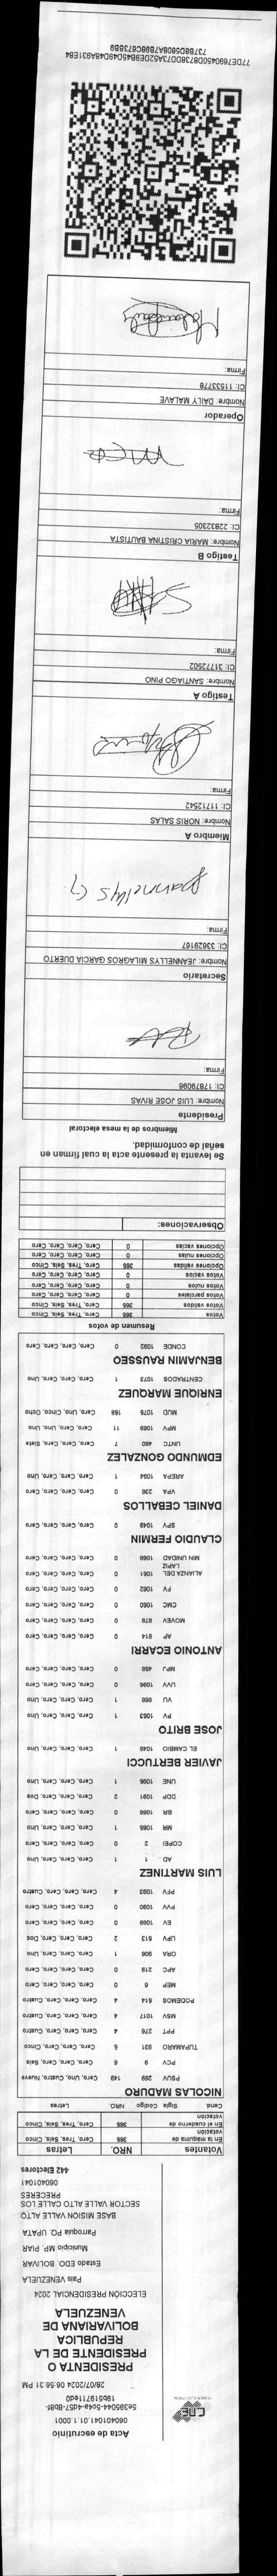 CNE
Acta de escrutinio
060401041.01.1.0001
5e395044-5c4a-4d57-8b8f-
19b519711ed0
28/07/2024 06:56:31 PM
PRESIDENTA O
PRESIDENTE DE LA
REPUBLICA
BOLIVARIANA DE
VENEZUELA
ELECCIÓN PRESIDENCIAL 2024
Pais VENEZUELA
Estado EDO. BOLIVAR
Municipio MP. PIAR
Parroquia PQ. UPATA
BASE MISION VALLE ALTO
SECTOR VALLE ALTO CALLE LOS
PRECERES
060401041
442 Electores
Votantes NRO. Letras
En la máquina de votación 365 Cero, Tres, Seis, Cinco
En el cuaderno de votación 365 Cero, Tres, Seis, Cinco
Cand. Sigla Código NRO. Letras
NICOLAS MADURO
PSUV 269 149 Cero, Uno, Cuatro, Nueve
PCV 9 6 Cero, Cero, Cero, Seis
TUPAMARO 931 5 Cero, Cero, Cero, Cinco
PPT 276 4 Cero, Cero, Cero, Cuatro
MSV 1017 4 Cero, Cero, Cero, Cuatro
PODEMOS 514 4 Cero, Cero, Cero, Cuatro
MEP 6 0 Cero, Cero, Cero, Cero
APC 219 0 Cero, Cero, Cero, Cero
ORA 906 1 Cero, Cero, Cero, Uno
UPV 513 2 Cero, Cero, Cero, Dos
EV 1089 0 Cero, Cero, Cero, Cero
PVV 1090 0 Cero, Cero, Cero, Cero
PFV 1093 4 Cero, Cero, Cero, Cuatro
LUIS MARTINEZ
AD 1 1 Cero, Cero, Cero, Uno
COPEI 2 0 Cero, Cero, Cero, Cero
MR 1065 1 Cero, Cero, Cero, Uno
BR 1066 0 Cero, Cero, Cero, Cero
DDP 1091 2 Cero, Cero, Cero, Dos
UNE 1095 1 Cero, Cero, Cero, Uno
JAVIER BERTUCCI
EL CAMBIO 1046 1 Cero, Cero, Cero, Uno
JOSE BRITO
PV 1053 1 Cero, Cero, Cero, Uno
VU 868 1 Cero, Cero, Cero, Uno
UVV 1096 0 Cero, Cero, Cero, Cero
MPJ 458 0 Cero, Cero, Cero, Cero
ANTONIO ECARRI
AP 814 0 Cero, Cero, Cero, Cero
MOVEV 878 0 Cero, Cero, Cero, Cero
CMC 1050 0 Cero, Cero, Cero, Cero
FV 1062 0 Cero, Cero, Cero, Cero
ALIANZA DEL LAPIZ 1051 0 Cero, Cero, Cero, Cero
MIN UNIDAD 1068 0 Cero, Cero, Cero, Cero
CLAUDIO FERMIN
SPV 1049 0 Cero, Cero, Cero, Cero
DANIEL CEBALLOS
VPA 236 0 Cero, Cero, Cero, Cero
AREPA 1094 1 Cero, Cero, Cero, Uno
EDMUNDO GONZALEZ
UNTC 460 7 Cero, Cero, Cero, Siete
MPV 1069 11 Cero, Cero, Uno, Uno
MUD 1075 158 Cero, Uno, Cinco, Ocho
ENRIQUE MARQUEZ
CENTRADOS 1073 1 Cero, Cero, Cero, Uno
BENJAMIN RAUSSEO
CONDE 1092 0 Cero, Cero, Cero, Cero
Resumen de votos
Votos 365 Cero, Tres, Seis, Cinco
Votos validos 365 Cero, Tres, Seis, Cinco
Votos parciales 0 Cero, Cero, Cero, Cero
Votos nulos 0 Cero, Cero, Cero, Cero
Votos vacios 0 Cero, Cero, Cero, Cero
Opciones validas 365 Cero, Tres, Seis, Cinco
Opciones nulas 0 Cero, Cero, Cero, Cero
Opciones vacias 0 Cero, Cero, Cero, Cero
Observaciones:
Se levanta la presente acta la cual firman en
señal de conformidad.
Miembros de la mesa electoral
Presidente
Nombre: LUIS JOSE RIVAS
CI: 17879096
Firma:
Secretario
Nombre: JEANNELLYS MILAGROS GARCIA DUERTO
CI: 33629167
Firma:
Jeannellys G.
Miembro A
Nombre: NORIS SALAS
CI: 11712542
Firma:
Testigo A
Nombre: SANTIAGO PINO
CI: 31772502
Firma:
Testigo B
Nombre: MARIA CRISTINA BAUTISTA
CI: 22832305
Firma:
Operador
Nombre: DAILY MALAVE
CI: 11533778
Firma:
77DE7690450D8738DD73A52DE9B45D49D48A931EB4
737B8D5808A7B98C673BB9